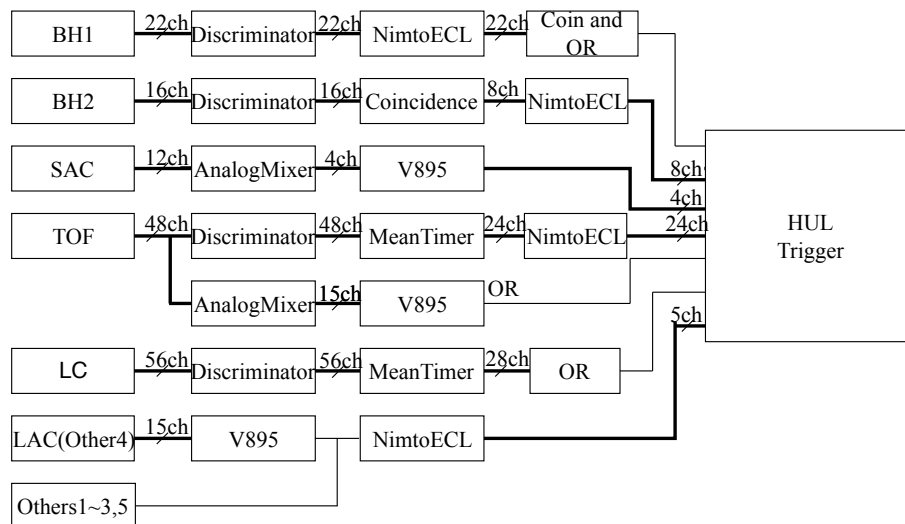 BH1 22ch Discriminator 22ch NimtoECL 22ch Coin and
OR
BH2 16ch Discriminator 16ch Coincidence 8ch NimtoECL
8ch
SAC 12ch AnalogMixer 4ch V895
4ch
TOF 48ch Discriminator 48ch MeanTimer 24ch NimtoECL 24ch
HUL
Trigger
AnalogMixer 15ch V895 OR
5ch
LC 56ch Discriminator 56ch MeanTimer 28ch OR
LAC(Other4) 15ch V895 NimtoECL
Others1~3,5